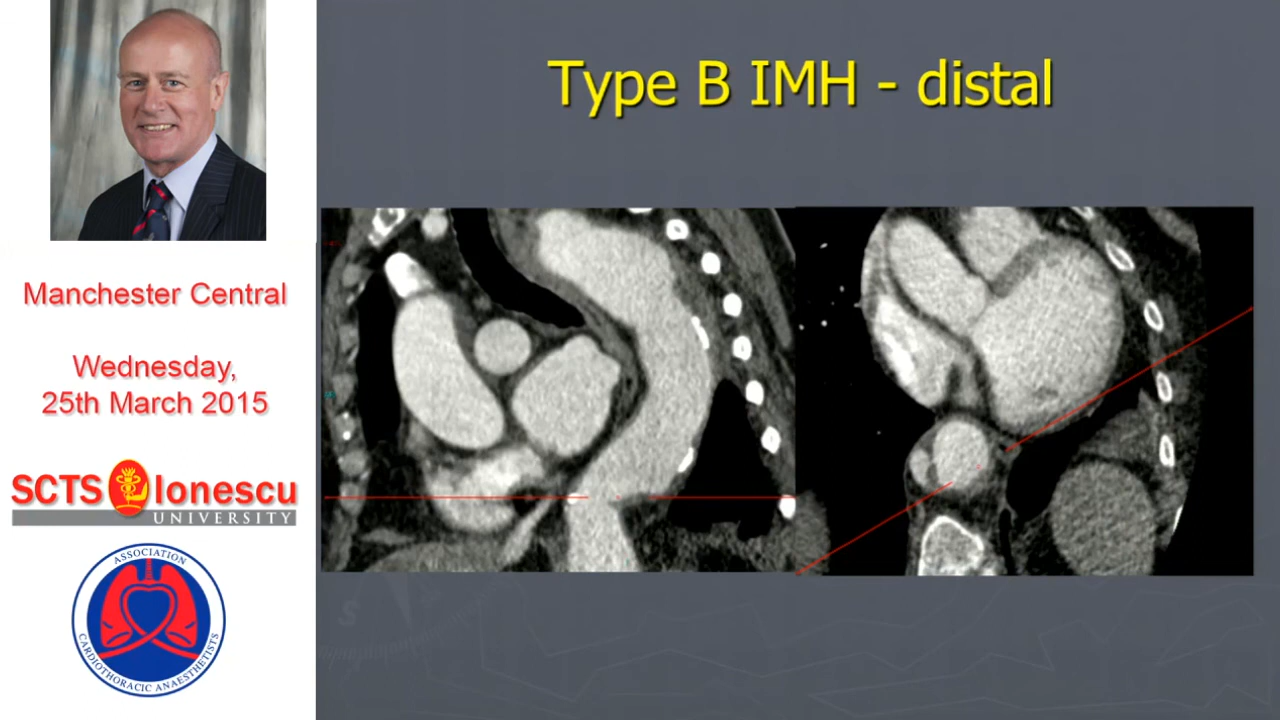 Type B IMH - distal
Manchester Central
Wednesday,
25th March 2015
SCTS Ionescu
UNIVERSITY
ASSOCIATION
CARDIOTHORACIC ANAESTHETISTS